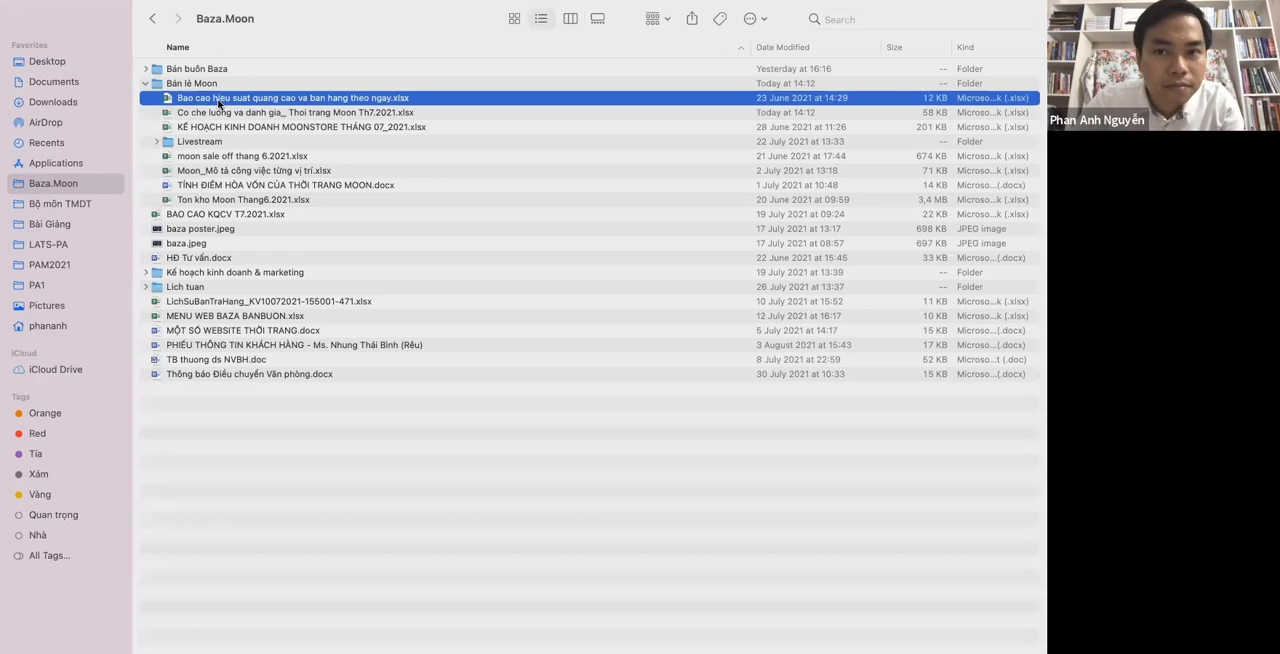 Baza.Moon
Search
Favorites
Desktop
Documents
Downloads
AirDrop
Recents
Applications
Baza.Moon
Bộ môn TMDT
Bài Giảng
LATS-PA
PAM2021
PA1
Pictures
phananh
iCloud
iCloud Drive
Tags
Orange
Red
Tía
Xám
Vàng
Quan trọng
Nhà
All Tags...
Name Date Modified Size Kind
Bán buôn Baza Yesterday at 16:16 -- Folder
Bán lẻ Moon Today at 14:12 -- Folder
Bao cao hieu suat quang cao va ban hang theo ngay.xlsx 23 June 2021 at 14:29 12 KB Microso...k (.xlsx)
Co che luong va danh gia_ Thoi trang Moon Th7.2021.xlsx Today at 14:12 58 KB Microso...k (.xlsx)
KẾ HOẠCH KINH DOANH MOONSTORE THÁNG 07_2021.xlsx 28 June 2021 at 11:26 201 KB Microso...k (.xlsx)
Livestream 22 July 2021 at 13:33 -- Folder
moon sale off thang 6.2021.xlsx 21 June 2021 at 17:44 674 KB Microso...k (.xlsx)
Moon_Mô tả công việc từng vị trí.xlsx 2 July 2021 at 13:18 71 KB Microso...k (.xlsx)
TÍNH ĐIỂM HÒA VỐN CỦA THỜI TRANG MOON.docx 1 July 2021 at 10:48 14 KB Microso...(.docx)
Ton kho Moon Thang6.2021.xlsx 20 June 2021 at 09:59 3,4 MB Microso...k (.xlsx)
BAO CAO KQCV T7.2021.xlsx 19 July 2021 at 09:24 22 KB Microso...k (.xlsx)
baza poster.jpeg 17 July 2021 at 13:17 698 KB JPEG image
baza.jpeg 17 July 2021 at 08:57 697 KB JPEG image
HĐ Tư vấn.docx 22 June 2021 at 15:45 33 KB Microso...(.docx)
Kế hoạch kinh doanh & marketing 19 July 2021 at 13:39 -- Folder
Lich tuan 26 July 2021 at 13:37 -- Folder
LichSuBanTraHang_KV10072021-155001-471.xlsx 10 July 2021 at 15:52 11 KB Microso...k (.xlsx)
MENU WEB BAZA BANBUON.xlsx 12 July 2021 at 16:17 10 KB Microso...k (.xlsx)
MỘT SỐ WEBSITE THỜI TRANG.docx 5 July 2021 at 14:17 15 KB Microso...(.docx)
PHIẾU THÔNG TIN KHÁCH HÀNG - Ms. Nhung Thái Bình (Rêu) 3 August 2021 at 15:43 17 KB Microso...(.docx)
TB thuong ds NVBH.doc 8 July 2021 at 22:59 52 KB Microso...t (.doc)
Thông báo Điều chuyển Văn phòng.docx 30 July 2021 at 10:33 15 KB Microso...(.docx)
Phan Anh Nguyễn